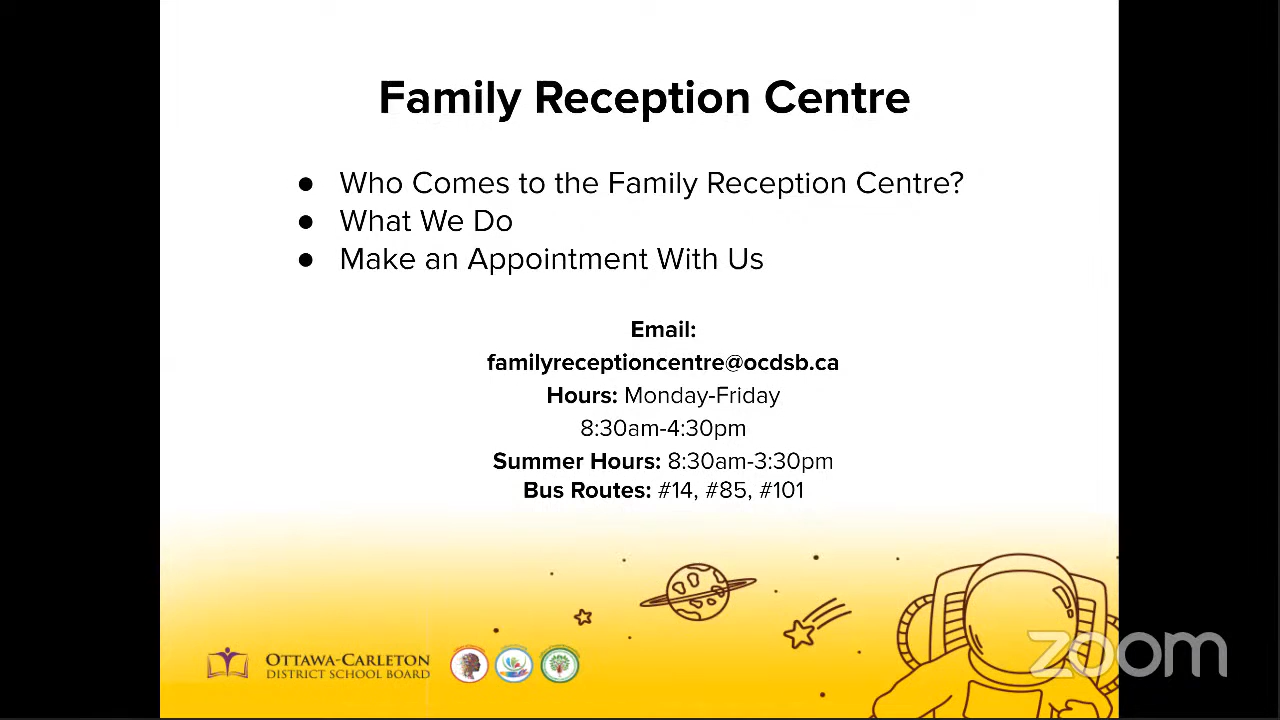 Family Reception Centre
● Who Comes to the Family Reception Centre?
● What We Do
● Make an Appointment With Us
Email:
familyreceptioncentre@ocdsb.ca
Hours: Monday-Friday
8:30am-4:30pm
Summer Hours: 8:30am-3:30pm
Bus Routes: #14, #85, #101
OTTAWA-CARLETON
DISTRICT SCHOOL BOARD
zoom